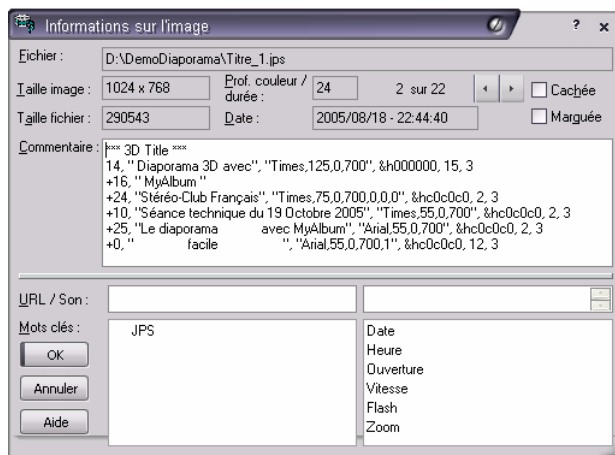 Informations sur l'image
Fichier : D:\DemoDiaporama\Titre_1.jps
Taille image : 1024 x 768 Prof. couleur / durée : 24 2 sur 22 Cachée
Taille fichier : 290543 Date : 2005/08/18 - 22:44:40 Marguée
Commentaire : *** 3D Title ***
14, " Diaporama 3D avec", "Times,125,0,700", &h000000, 15, 3
+16, " MyAlbum "
+24, "Stéréo-Club Français", "Times,75,0,700,0,0,0", &hc0c0c0, 2, 3
+10, "Séance technique du 19 Octobre 2005", "Times,55,0,700", &hc0c0c0, 2, 3
+25, "Le diaporama avec MyAlbum", "Arial,55,0,700", &hc0c0c0, 2, 3
+0, " facile ", "Arial,55,0,700,1", &hc0c0c0, 12, 3
URL / Son :
Mots clés :
JPS
OK
Annuler
Aide
Date
Heure
Ouverture
Vitesse
Flash
Zoom